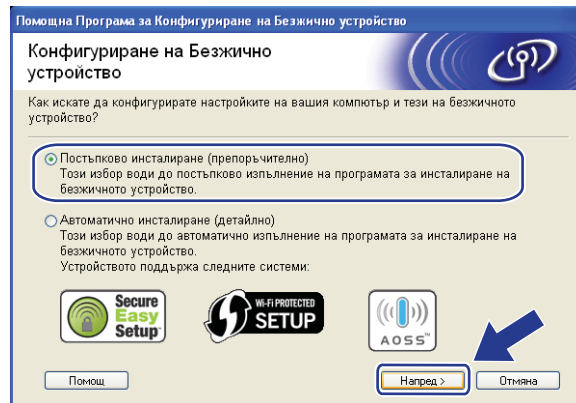 Помощна Програма за Конфигуриране на Безжично устройство
Конфигуриране на Безжично
устройство
Как искате да конфигурирате настройките на вашия компютър и тези на безжичното
устройство?
Постъпково инсталиране (препоръчително)
Този избор води до постъпково изпълнение на програмата за инсталиране на
безжичното устройство.
Автоматично инсталиране (детайлно)
Този избор води до автоматично изпълнение на програмата за инсталиране на
безжичното устройство.
Устройството поддържа следните системи:
Secure
Easy
Setup™
WI-FI PROTECTED
SETUP
AOSS™
Помощ
Напред >
Отмяна